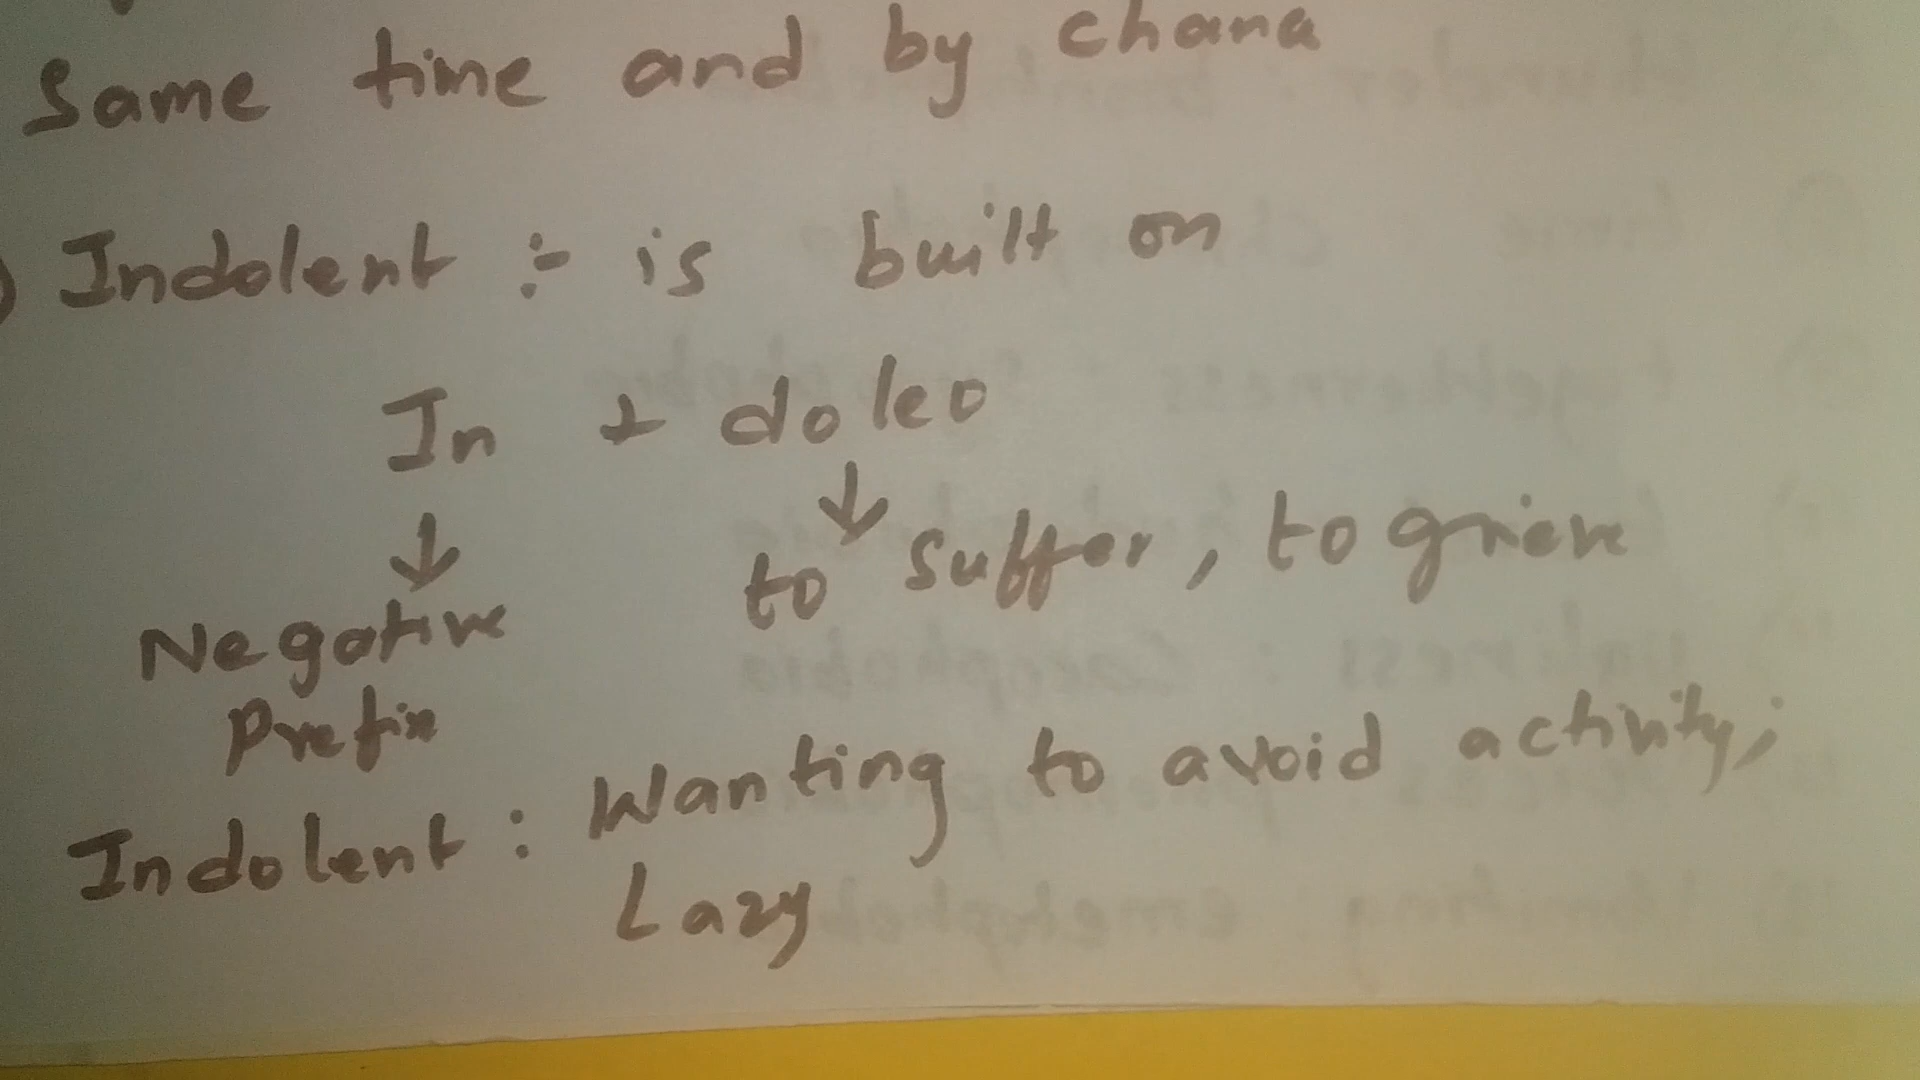 Same time and by chana
Indolent ÷ is built on
In + doleo
↓ ↓
to suffer, to grieve
Negative
Prefix
Indolent : Wanting to avoid activity;
Lazy